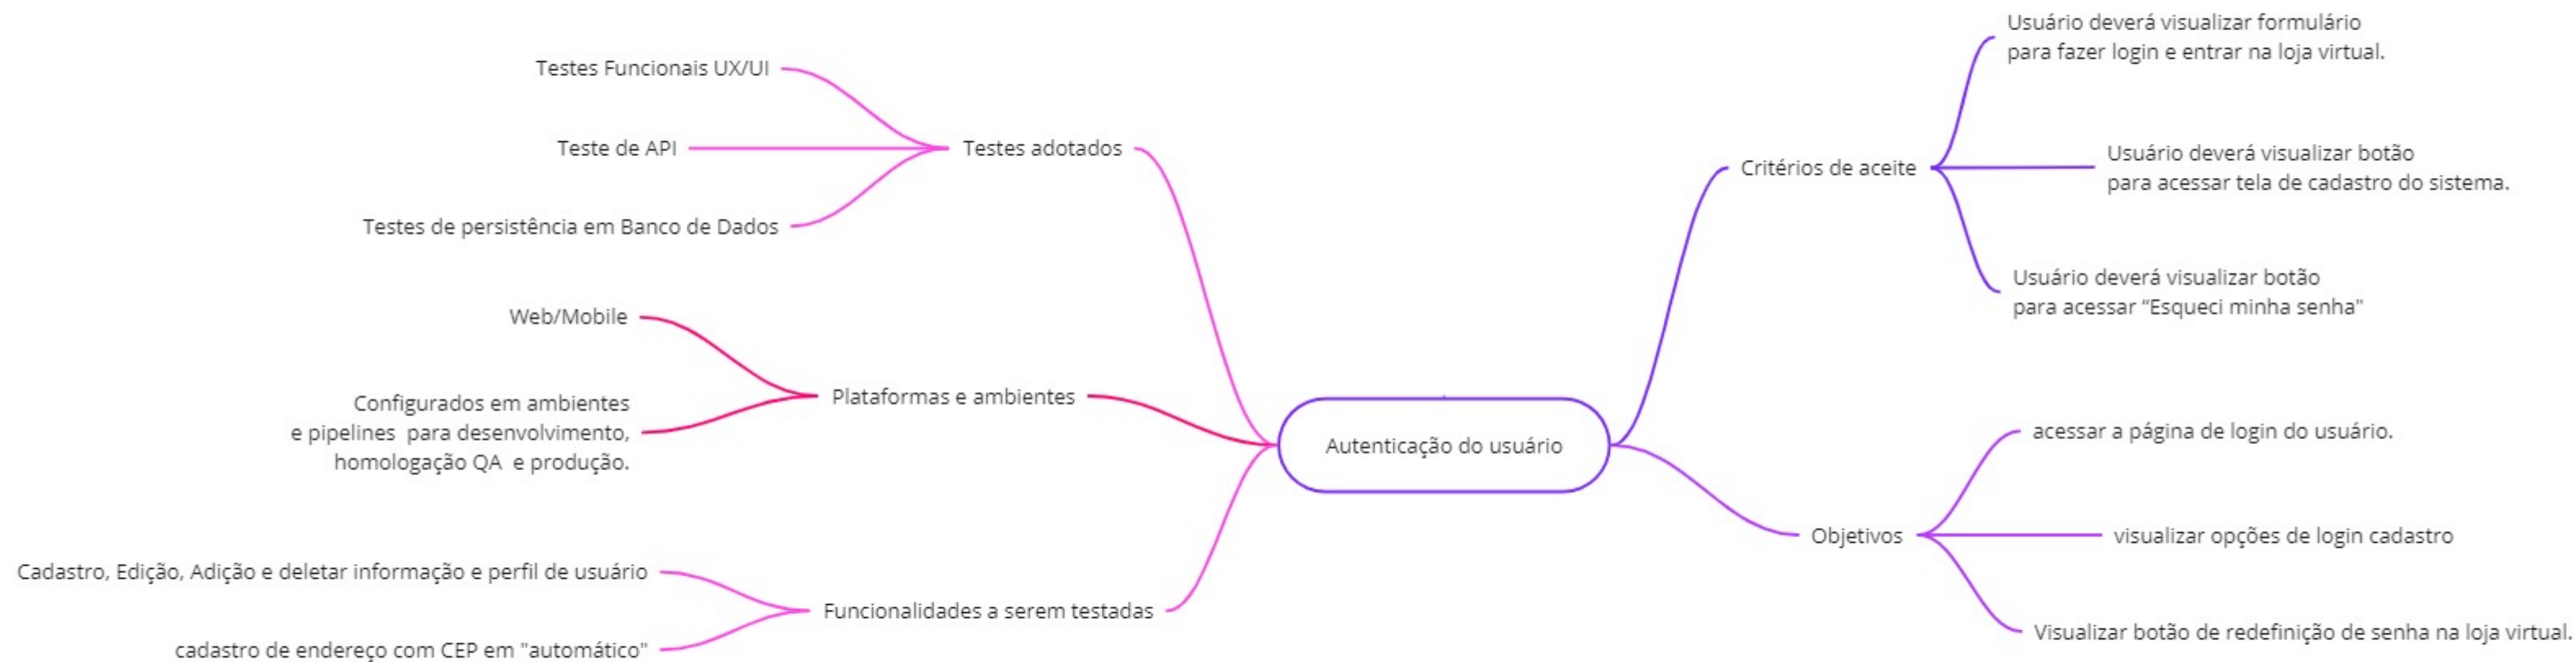 Testes Funcionais UX/UI
Teste de API
Testes de persistência em Banco de Dados
Testes adotados
Web/Mobile
Configurados em ambientes
e pipelines  para desenvolvimento,
homologação QA  e produção.
Plataformas e ambientes
Cadastro, Edição, Adição e deletar informação e perfil de usuário
cadastro de endereço com CEP em "automático"
Funcionalidades a serem testadas
Autenticação do usuário
Critérios de aceite
Usuário deverá visualizar formulário
para fazer login e entrar na loja virtual.
Usuário deverá visualizar botão
para acessar tela de cadastro do sistema.
Usuário deverá visualizar botão
para acessar “Esqueci minha senha"
Objetivos
acessar a página de login do usuário.
visualizar opções de login cadastro
Visualizar botão de redefinição de senha na loja virtual.